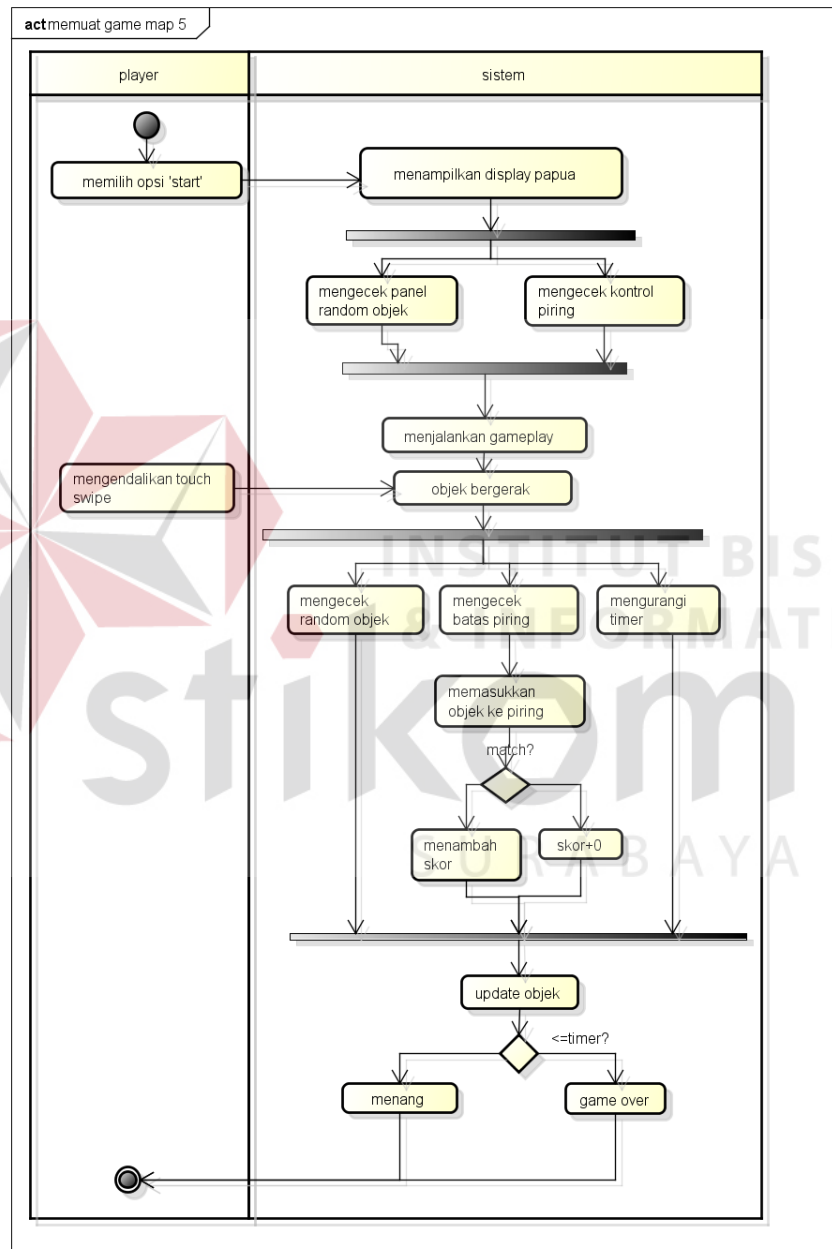 act memuat game map 5
player
sistem
memilih opsi 'start'
menampilkan display papua
mengecek panel
random objek
mengecek kontrol
piring
menjalankan gameplay
mengendalikan touch
swipe
objek bergerak
INSTITUT BIS
& INFORMAT
mengecek
random objek
mengecek
batas piring
mengurangi
timer
memasukkan
objek ke piring
stikom
match?
menambah
skor
skor+0
SURABAYA
update objek
<=timer?
menang
game over